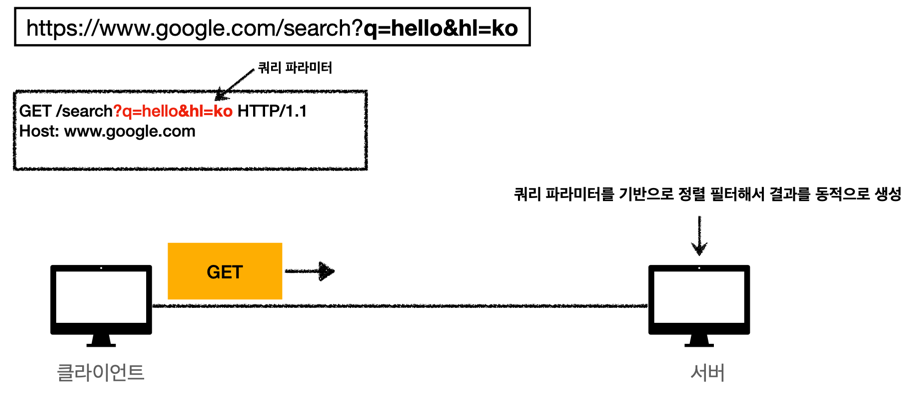 https://www.google.com/search?q=hello&hl=ko
쿼리 파라미터
GET /search?q=hello&hl=ko HTTP/1.1
Host: www.google.com
쿼리 파라미터를 기반으로 정렬 필터해서 결과를 동적으로 생성
GET
클라이언트
서버